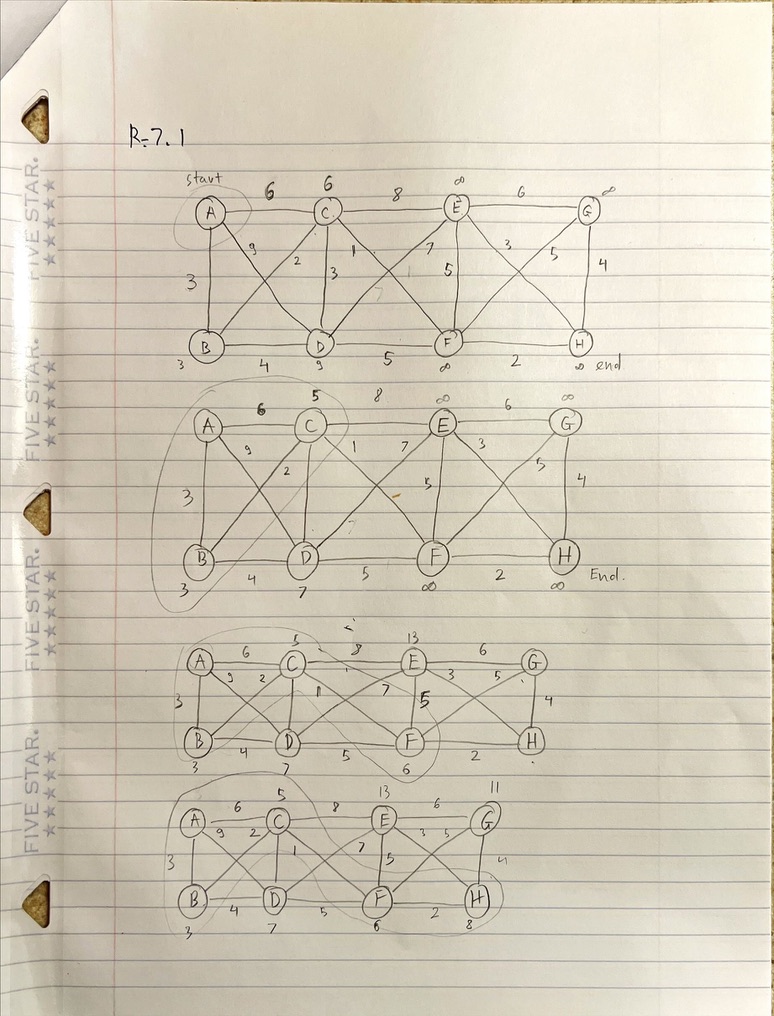 R-7.1
start
6 6 8 ∞ 6 ∞
A C E G
3 9 2 3 1 7 5 3 5 4
B D F H
3 4 9 5 ∞ 2 ∞ end
6 5 8 ∞ 6 ∞
A C E G
3 9 2 1 7 5 3 5 4
B D F H
3 4 7 5 ∞ 2 ∞ End.
6 5 8 13 6
A C E G
3 9 2 1 7 5 3 5 4
B D F H
3 4 7 5 6 2
6 5 8 13 6 11
A C E G
3 9 2 1 7 5 3 5 4
B D F H
3 4 7 5 6 2 8
FIVE STAR.
FIVE STAR.
FIVE STAR.
FIVE STAR.